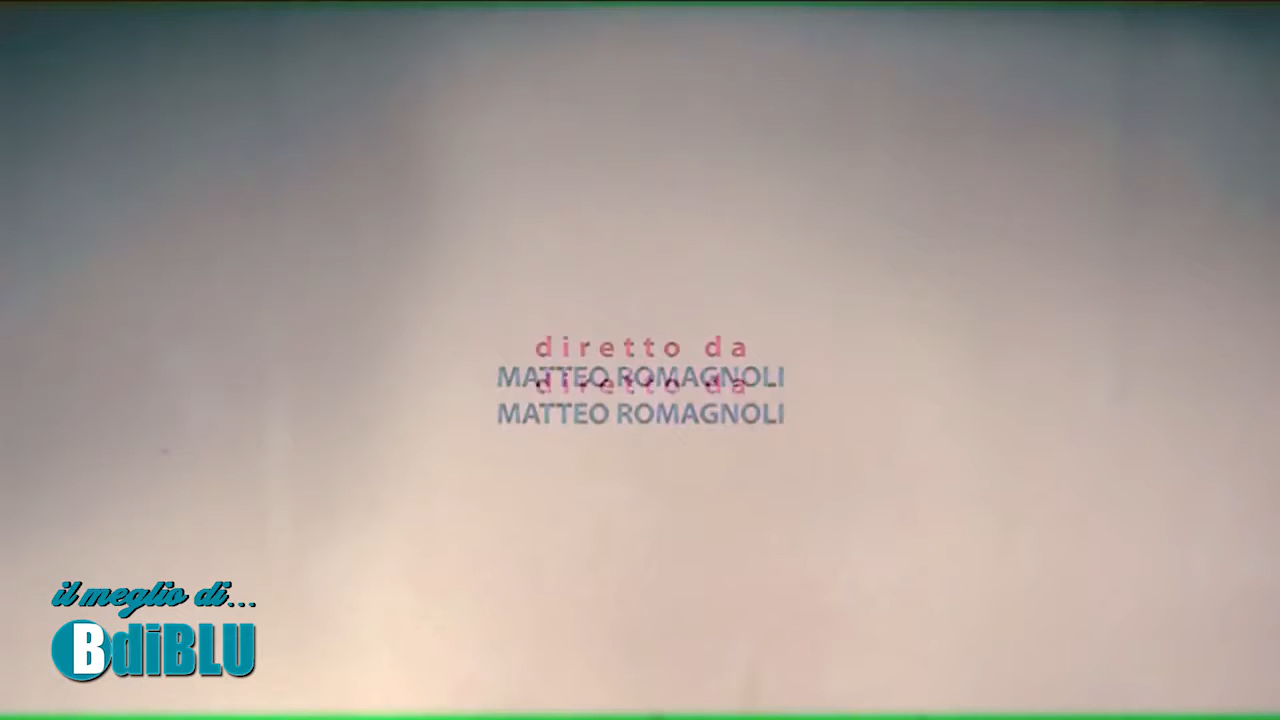 diretto da
MATTEO ROMAGNOLI
diretto da
MATTEO ROMAGNOLI
il meglio di...
BdiBLU